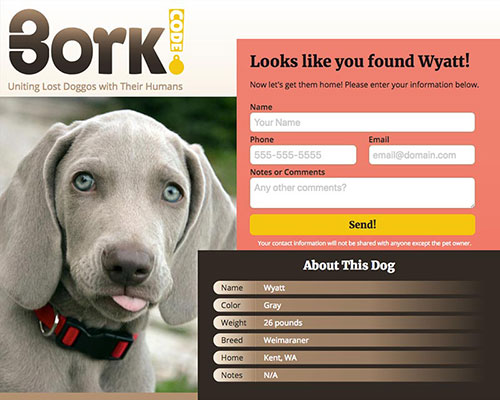 Bork!
CODE
Uniting Lost Doggos with Their Humans
Looks like you found Wyatt!
Now let's get them home! Please enter your information below.
Name
Your Name
Phone
Email
555-555-5555
email@domain.com
Notes or Comments
Any other comments?
Send!
Your contact information will not be shared with anyone except the pet owner.
About This Dog
Name Wyatt
Color Gray
Weight 26 pounds
Breed Weimaraner
Home Kent, WA
Notes N/A